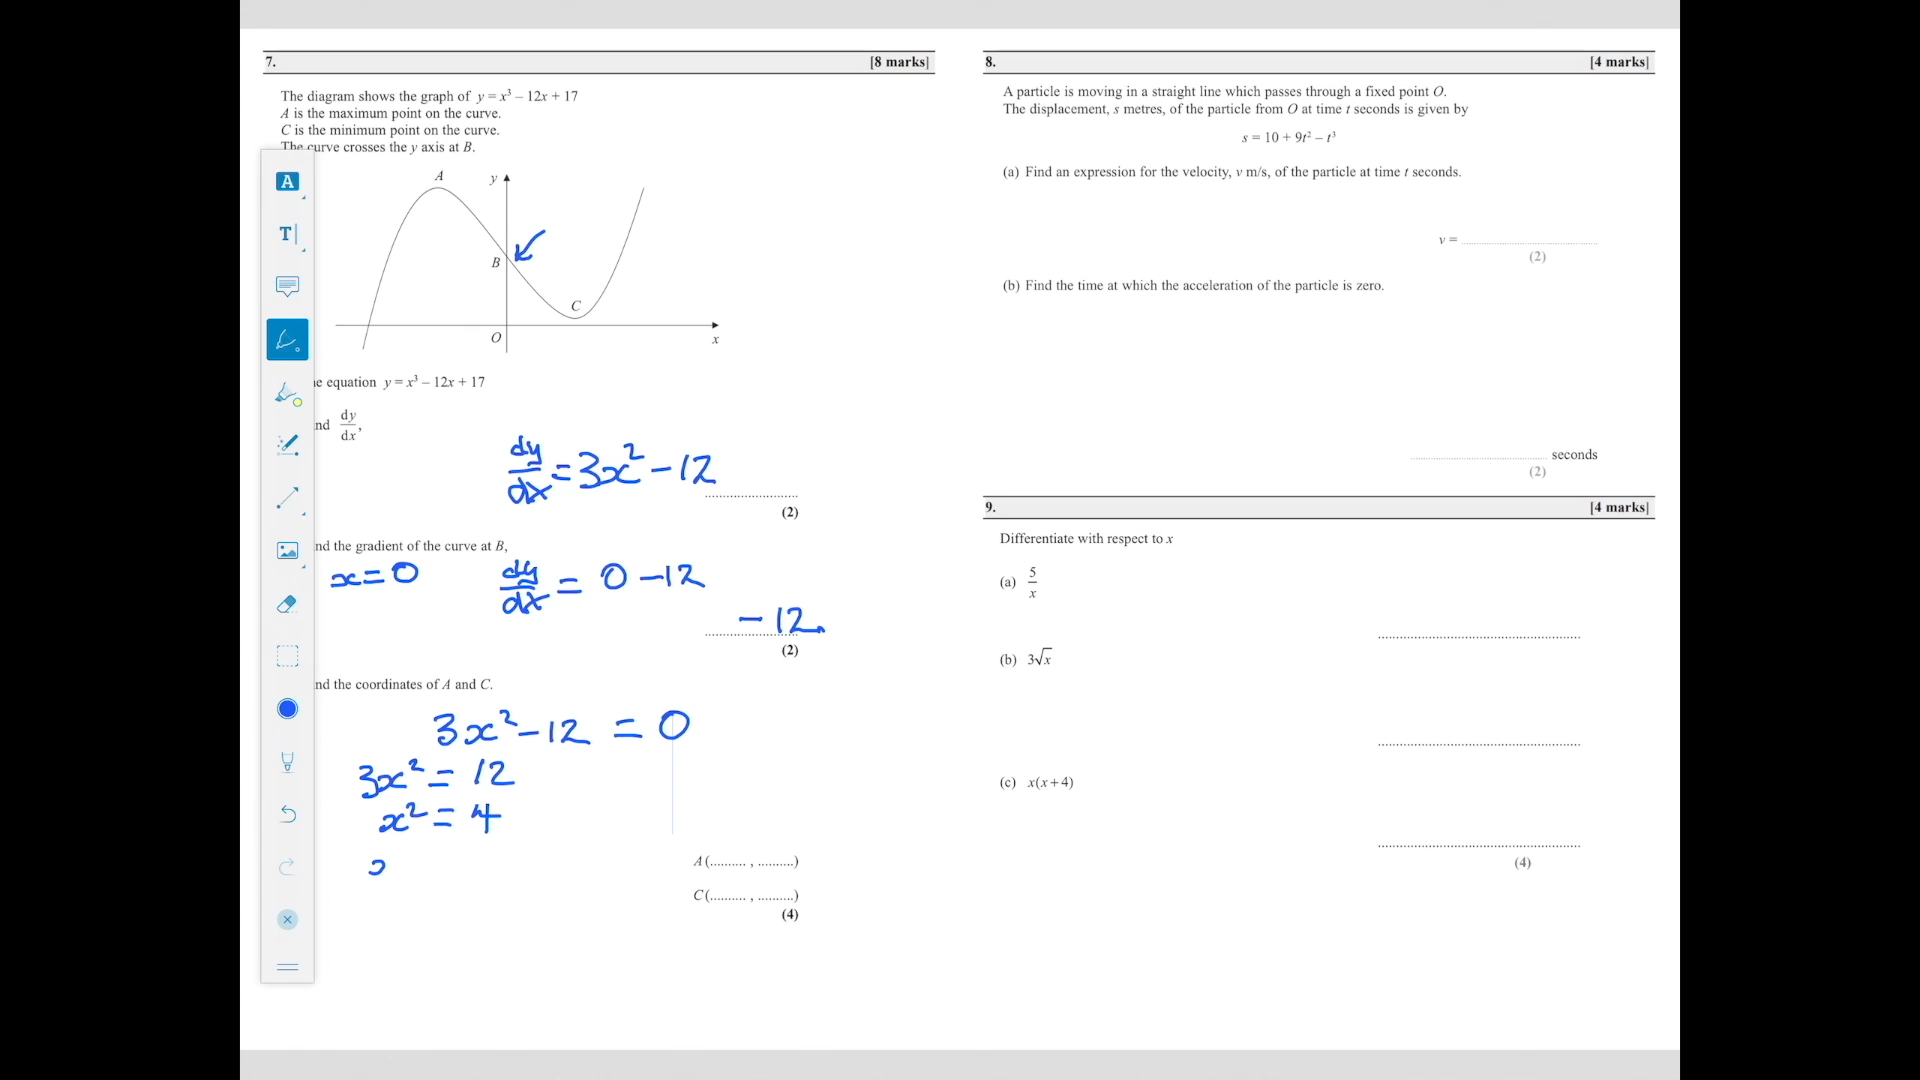 7. [8 marks]
The diagram shows the graph of y = x³ – 12x + 17
A is the maximum point on the curve.
C is the minimum point on the curve.
The curve crosses the y axis at B.
A
y
B
C
O
x
A
T
e equation y = x³ – 12x + 17
nd dy/dx,
dy/dx = 3x² – 12
(2)
nd the gradient of the curve at B,
x = 0 dy/dx = 0 – 12
– 12
(2)
nd the coordinates of A and C.
3x² – 12 = 0
3x² = 12
x² = 4
A (.......... , ..........)
C (.......... , ..........)
(4)
8. [4 marks]
A particle is moving in a straight line which passes through a fixed point O.
The displacement, s metres, of the particle from O at time t seconds is given by
s = 10 + 9t² – t³
(a) Find an expression for the velocity, v m/s, of the particle at time t seconds.
v = ..........
(2)
(b) Find the time at which the acceleration of the particle is zero.
.......... seconds
(2)
9. [4 marks]
Differentiate with respect to x
(a) 5/x
(b) 3√x
(c) x(x+4)
(4)